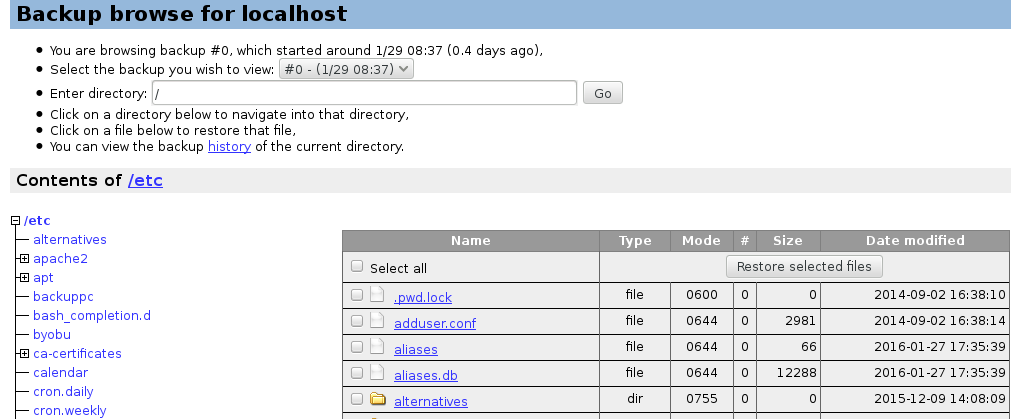 Backup browse for localhost
You are browsing backup #0, which started around 1/29 08:37 (0.4 days ago),
Select the backup you wish to view: #0 - (1/29 08:37)
Enter directory: / Go
Click on a directory below to navigate into that directory,
Click on a file below to restore that file,
You can view the backup history of the current directory.
Contents of /etc
/etc
alternatives
apache2
apt
backuppc
bash_completion.d
byobu
ca-certificates
calendar
cron.daily
cron.weekly
Name Type Mode # Size Date modified
Select all Restore selected files
.pwd.lock file 0600 0 0 2014-09-02 16:38:10
adduser.conf file 0644 0 2981 2014-09-02 16:38:14
aliases file 0644 0 66 2016-01-27 17:35:39
aliases.db file 0644 0 12288 2016-01-27 17:35:39
alternatives dir 0755 0 0 2015-12-09 14:08:09